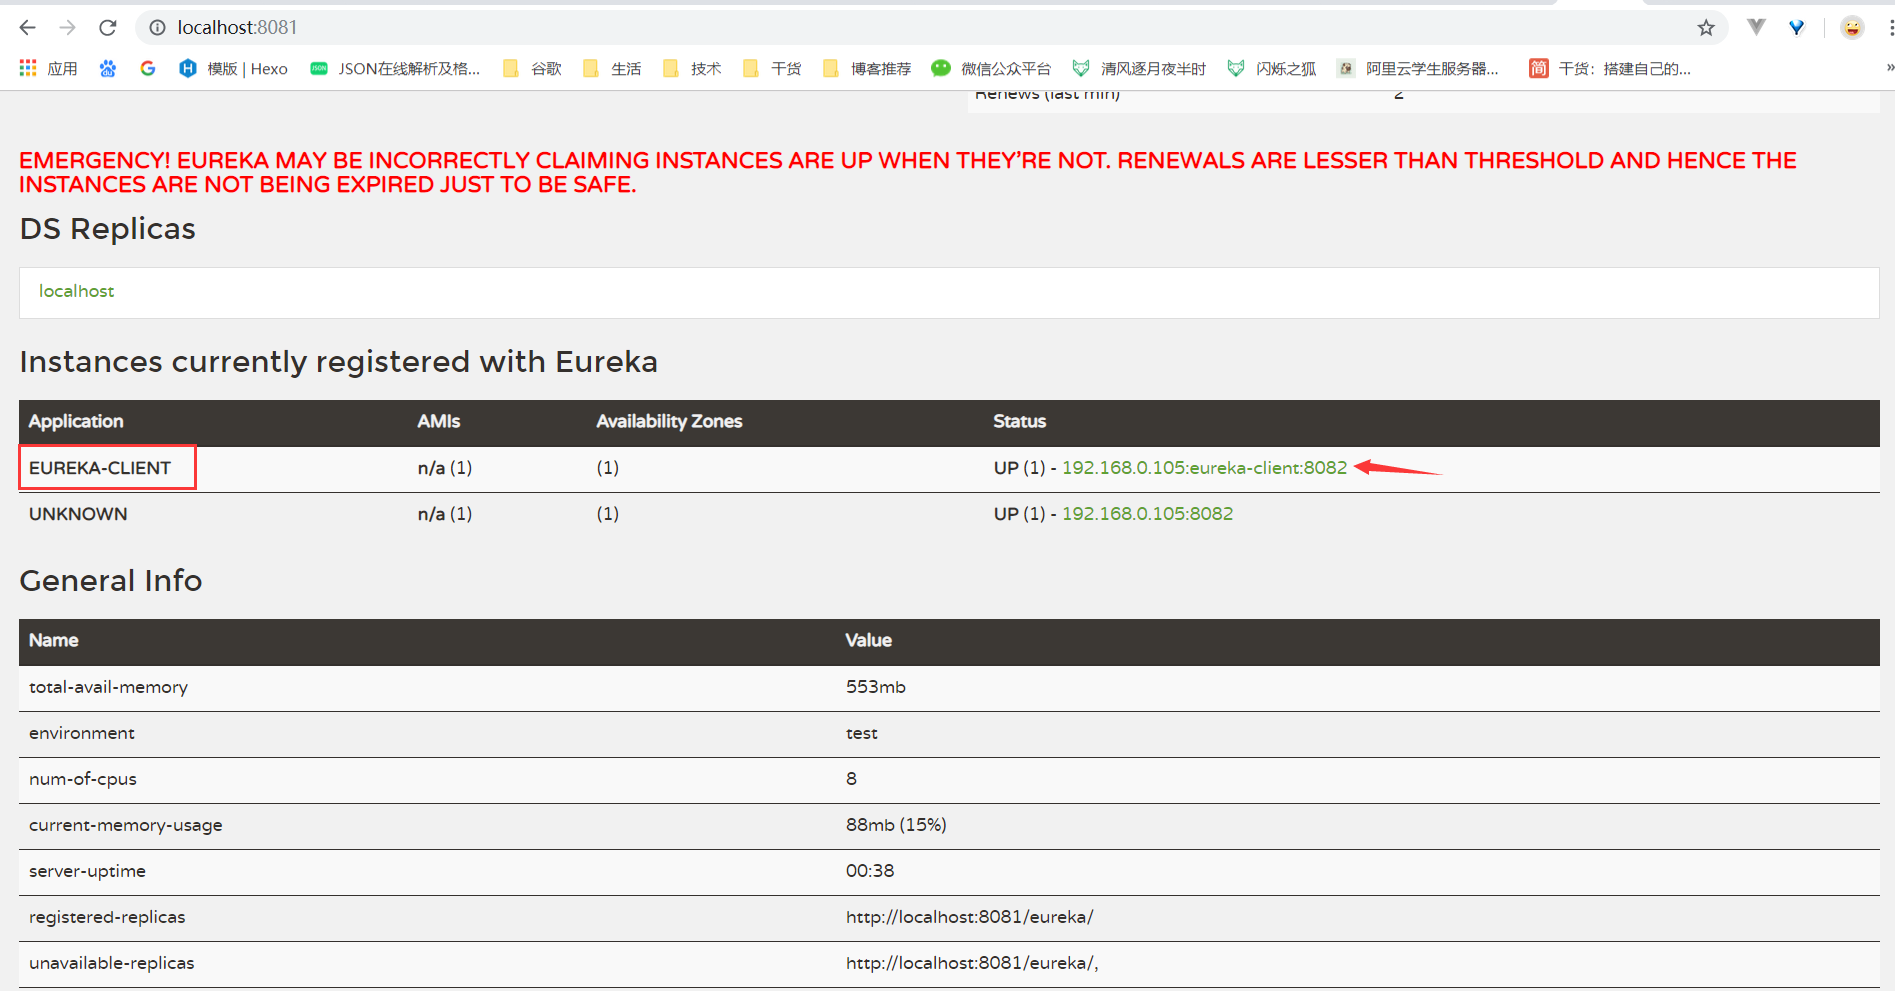 localhost:8081
应用 模版 | Hexo JSON在线解析及格... 谷歌 生活 技术 干货 博客推荐 微信公众平台 清风逐月夜半时 闪烁之狐 阿里云学生服务器... 简 干货：搭建自己的... »
Renews (last min) 2
EMERGENCY! EUREKA MAY BE INCORRECTLY CLAIMING INSTANCES ARE UP WHEN THEY'RE NOT. RENEWALS ARE LESSER THAN THRESHOLD AND HENCE THE
INSTANCES ARE NOT BEING EXPIRED JUST TO BE SAFE.
DS Replicas
localhost
Instances currently registered with Eureka
Application AMIs Availability Zones Status
EUREKA-CLIENT n/a (1) (1) UP (1) - 192.168.0.105:eureka-client:8082
UNKNOWN n/a (1) (1) UP (1) - 192.168.0.105:8082
General Info
Name Value
total-avail-memory 553mb
environment test
num-of-cpus 8
current-memory-usage 88mb (15%)
server-uptime 00:38
registered-replicas http://localhost:8081/eureka/
unavailable-replicas http://localhost:8081/eureka/,